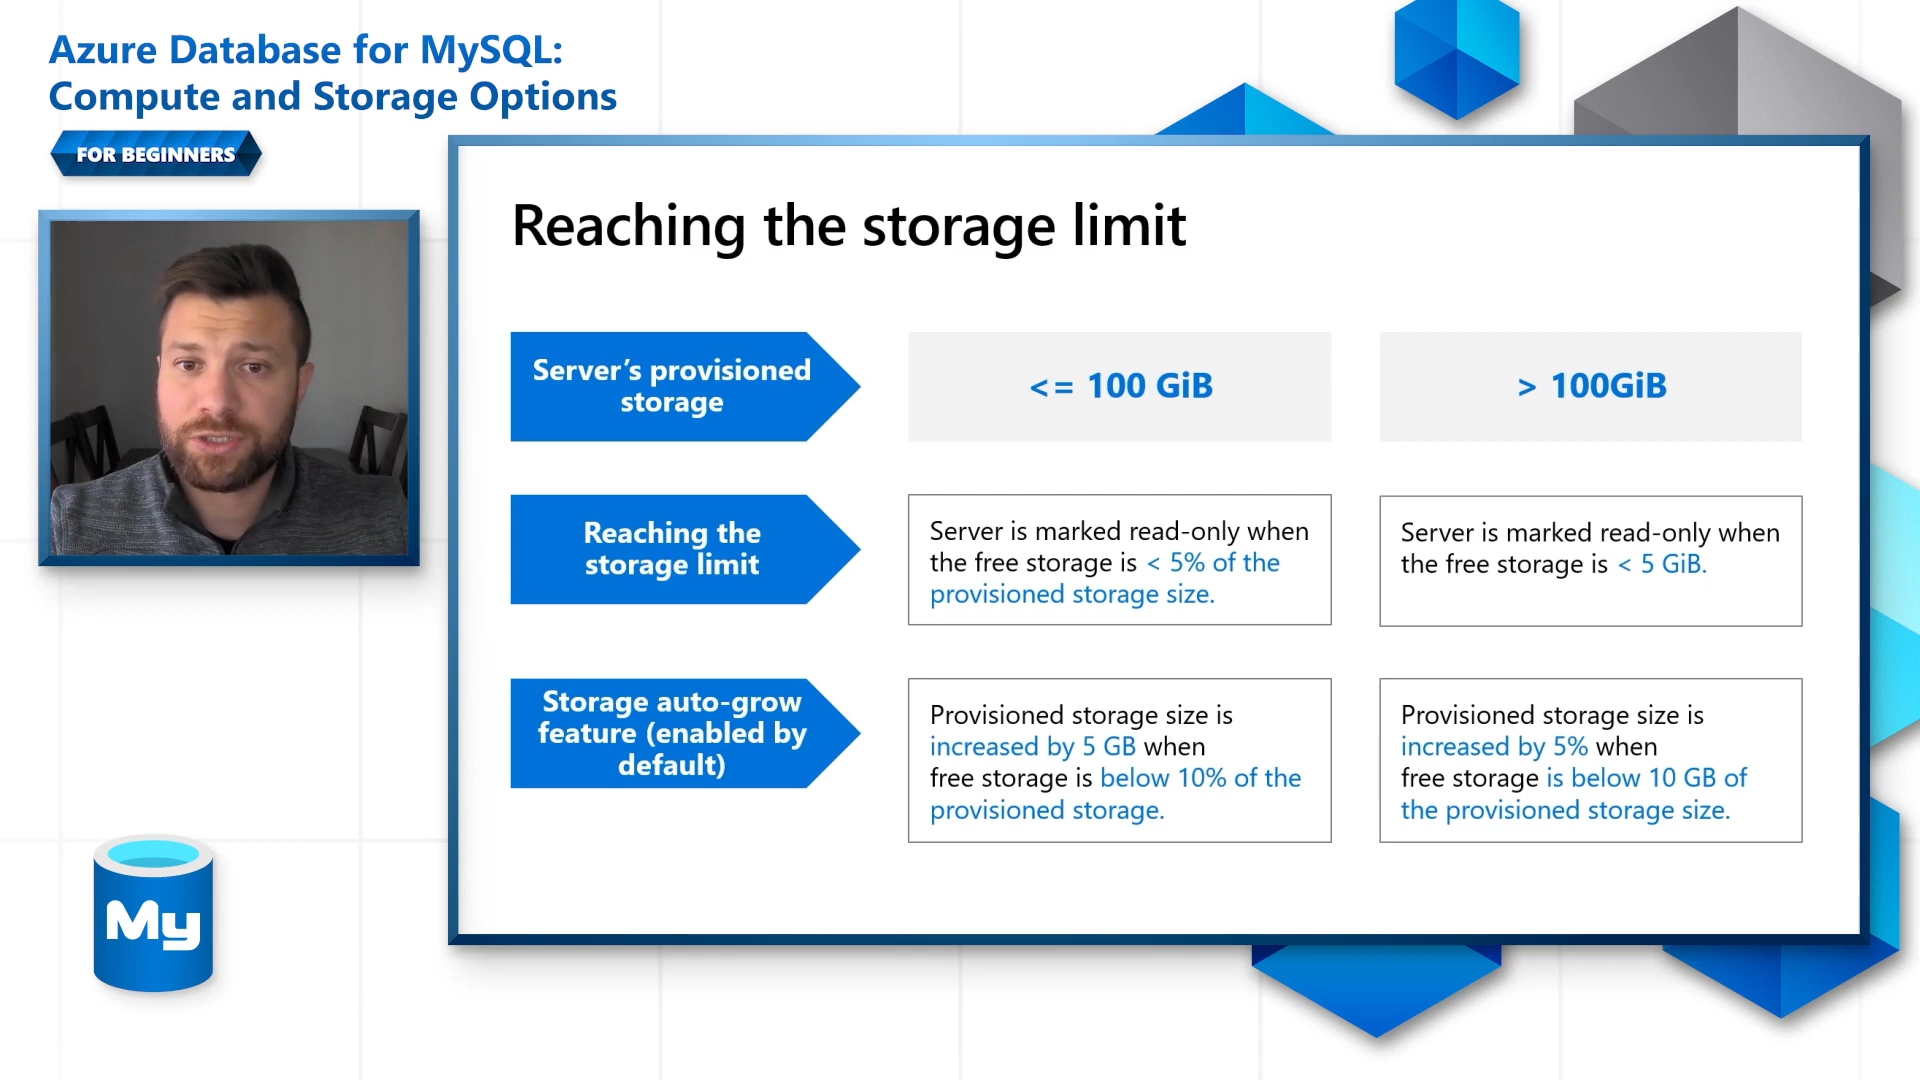 Azure Database for MySQL:
Compute and Storage Options
FOR BEGINNERS
Reaching the storage limit
Server’s provisioned
storage
<= 100 GiB
> 100GiB
Reaching the
storage limit
Server is marked read-only when
the free storage is < 5% of the
provisioned storage size.
Server is marked read-only when
the free storage is < 5 GiB.
Storage auto-grow
feature (enabled by
default)
Provisioned storage size is
increased by 5 GB when
free storage is below 10% of the
provisioned storage.
Provisioned storage size is
increased by 5% when
free storage is below 10 GB of
the provisioned storage size.
My